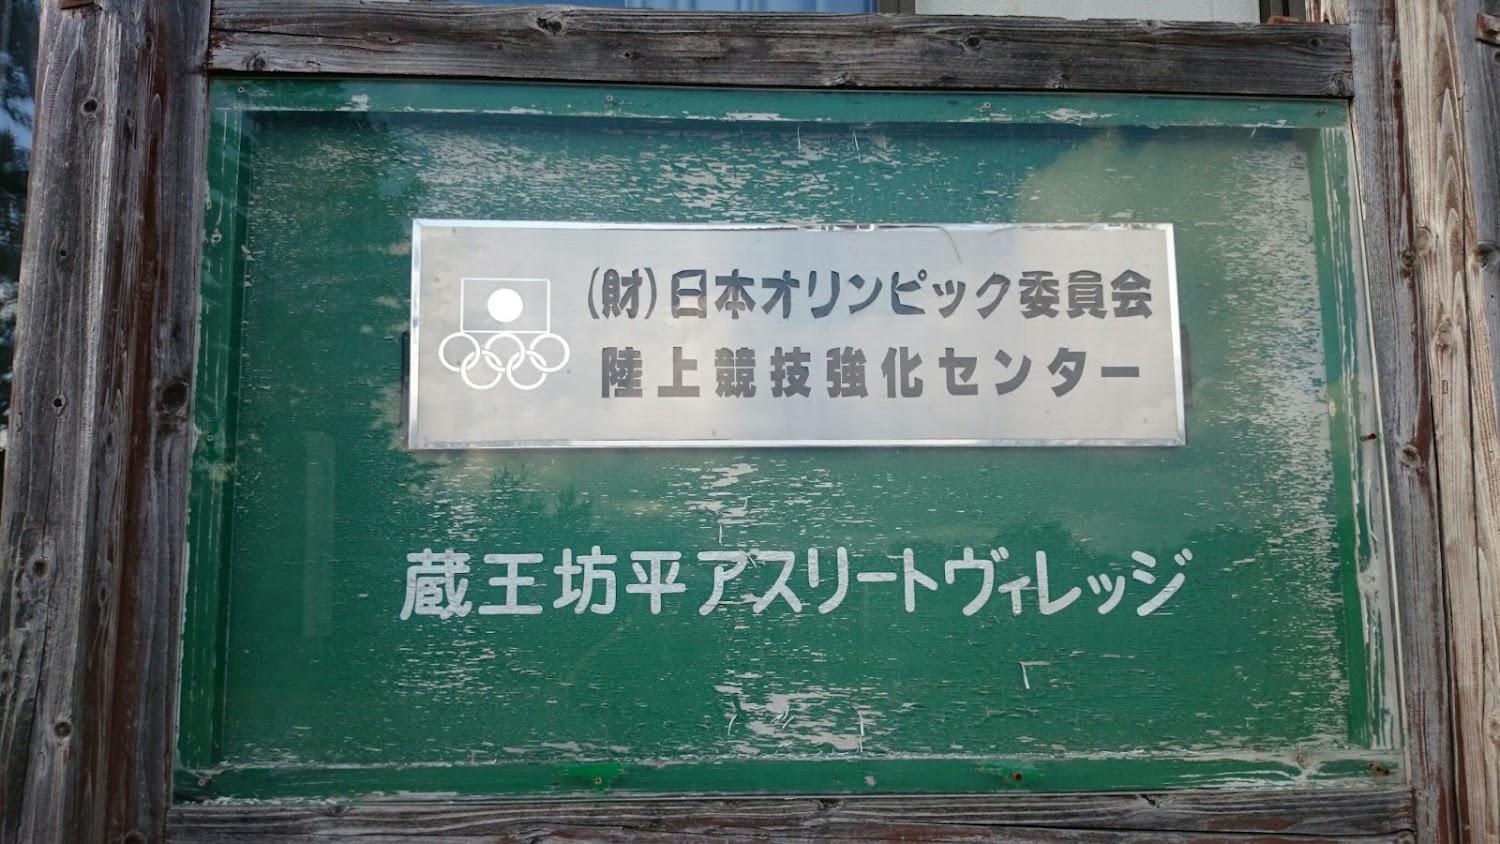 (財)日本オリンピック委員会
陸上競技強化センター
蔵王坊平アスリートヴィレッジ